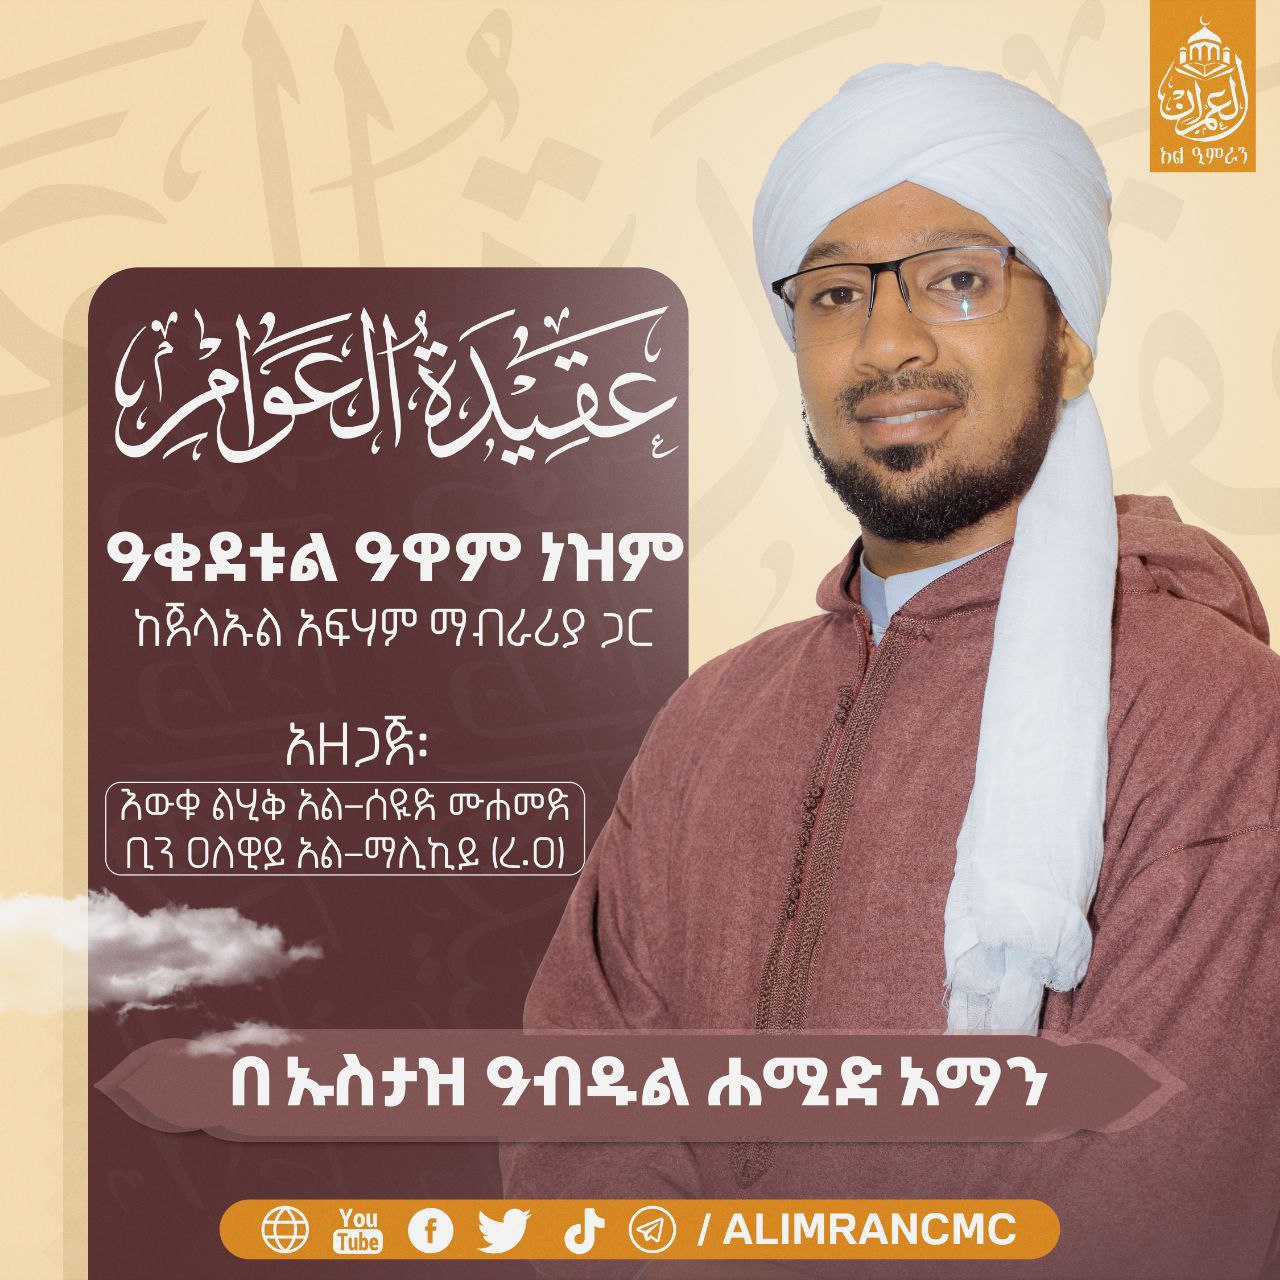 العمران
አል ዒምራን
عقيدة العوام
ዓቂደቱል ዓዋም ነዝም
ከጀላኡል አፍሃም ማብራሪያ ጋር
አዘጋጅ፡
እውቁ ልሂቅ አል–ሰዪድ ሙሐመድ
ቢን ዐለዊይ አል–ማሊኪይ (ረ.ዐ)
በ ኡስታዝ ዓብዱል ሐሚድ አማን
You
Tube
/ ALIMRANCMC